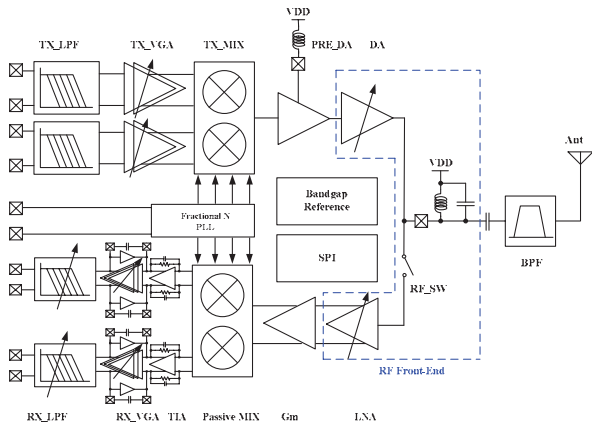 VDD
TX_LPF TX_VGA TX_MIX PRE_DA DA
VDD
Ant
Bandgap
Reference
Fractional N
PLL
SPI
BPF
RF_SW
RF Front-End
RX_LPF RX_VGA TIA Passive MIX Gm LNA